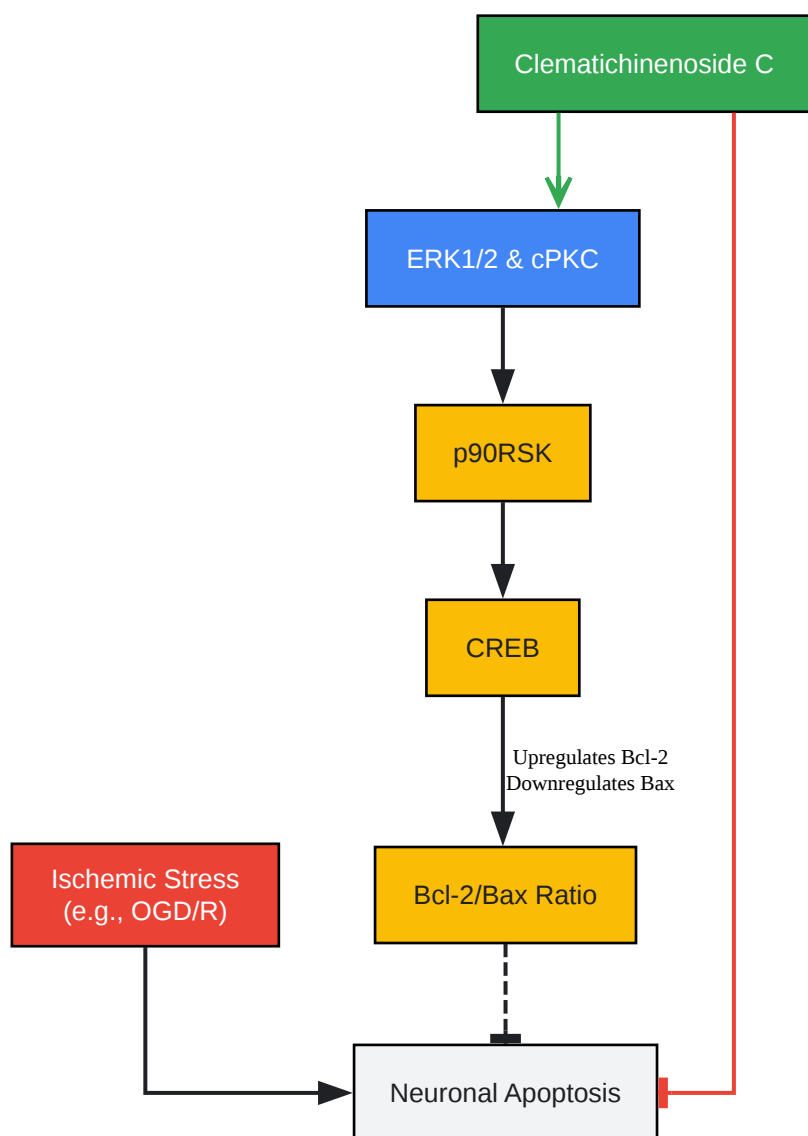 Clematichinenoside C
ERK1/2 & cPKC
p90RSK
CREB
Upregulates Bcl-2
Downregulates Bax
Ischemic Stress
(e.g., OGD/R)
Bcl-2/Bax Ratio
Neuronal Apoptosis